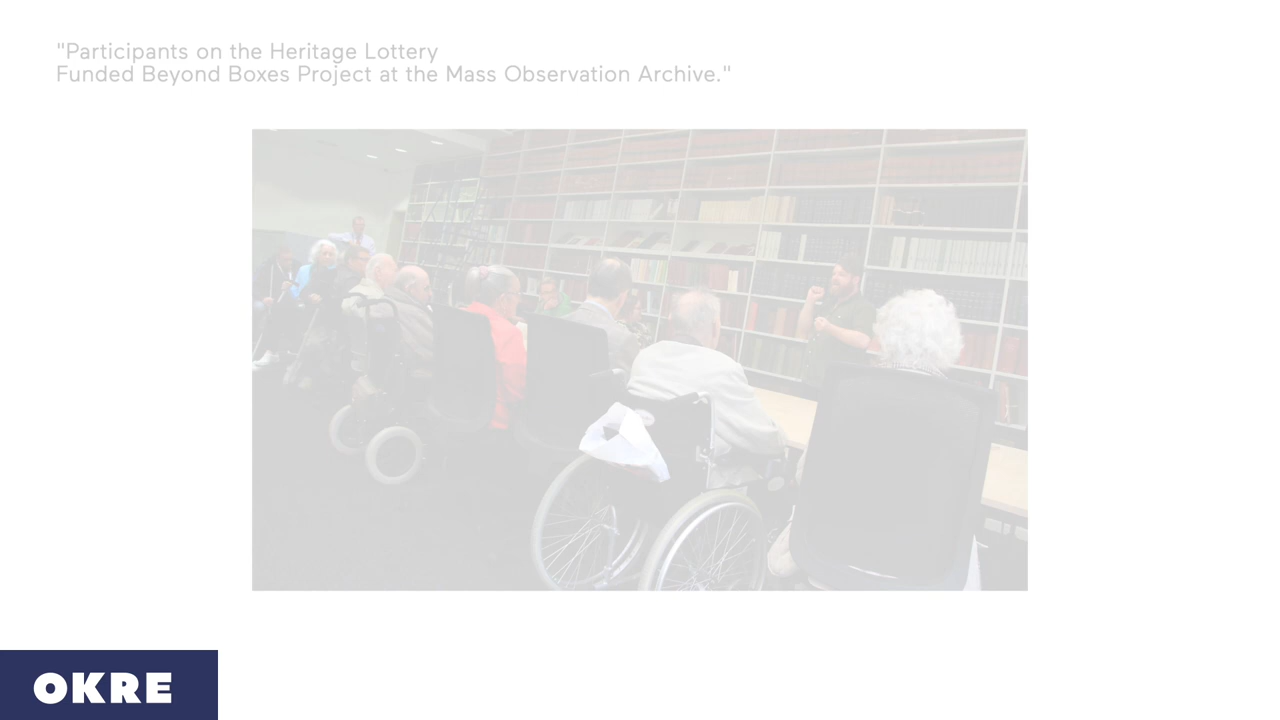 "Participants on the Heritage Lottery
Funded Beyond Boxes Project at the Mass Observation Archive."
OKRE